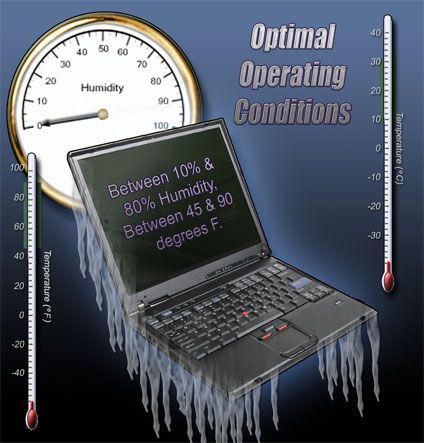 Optimal
Operating
Conditions
0
10
20
30
40
50
60
70
80
90
100
Humidity
Between 10% &
80% Humidity,
Between 45 & 90
degrees F.
100
80
60
40
20
0
-20
-40
Temperature (°F)
40
30
20
10
0
-10
-20
-30
Temperature (°C)